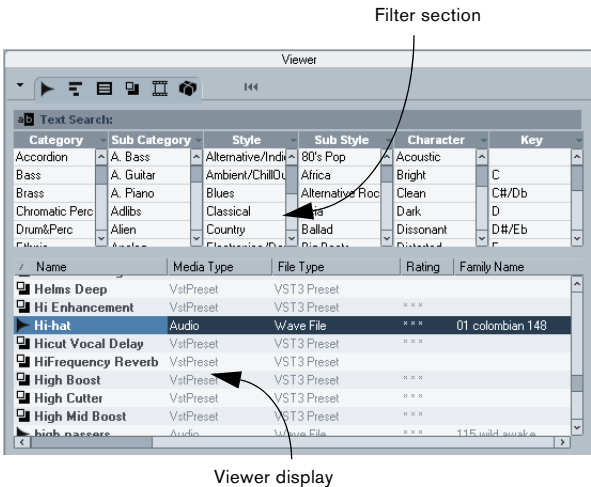 Filter section
Viewer
Text Search:
Category Sub Category Style Sub Style Character Key
Accordion A. Bass Alternative/Indi 80's Pop Acoustic
Bass A. Guitar Ambient/ChillOu Africa Bright C
Brass A. Piano Blues Alternative Roc Clean C#/Db
Chromatic Perc Adlibs Classical Dark D
Drum&Perc Alien Country Ballad Dissonant D#/Eb
Name Media Type File Type Rating Family Name
Helms Deep VstPreset VST3 Preset
Hi Enhancement VstPreset VST3 Preset ***
Hi-hat Audio Wave File *** 01 colombian 148
Hicut Vocal Delay VstPreset VST3 Preset
HiFrequency Reverb VstPreset VST3 Preset
High Boost VstPreset VST3 Preset ***
High Cutter VstPreset VST3 Preset ***
High Mid Boost VstPreset VST3 Preset ***
high passers Audio Wave File *** 115 wild awake
Viewer display